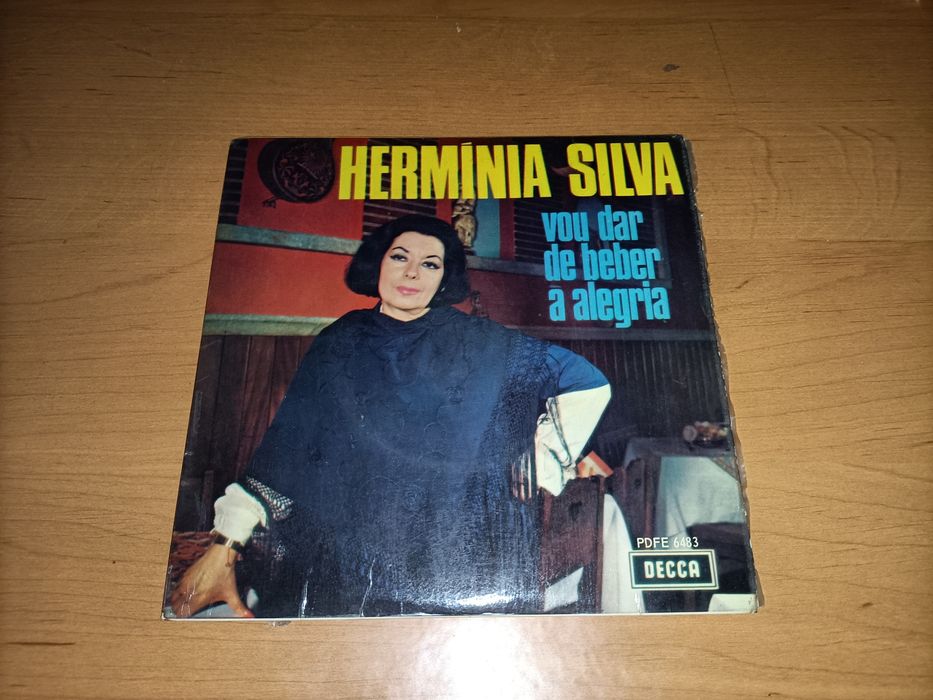 HERMÍNIA SILVA
vou dar
de beber
a alegria
PDFE 6483
DECCA